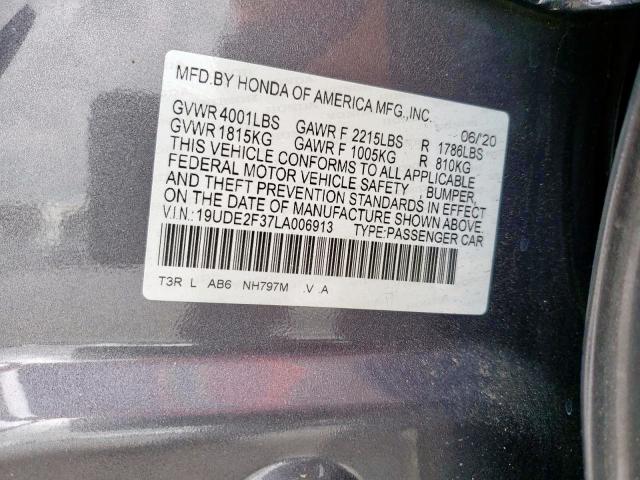 MFD.BY HONDA OF AMERICA MFG.,INC. 06/20
GVWR 4001LBS GAWR F 2215LBS R 1786LBS
GVWR 1815KG GAWR F 1005KG R 810KG
THIS VEHICLE CONFORMS TO ALL APPLICABLE
FEDERAL MOTOR VEHICLE SAFETY , BUMPER,
AND THEFT PREVENTION STANDARDS IN EFFECT
ON THE DATE OF MANUFACTURE SHOWN ABOVE.
V.I.N.: 19UDE2F37LA006913 TYPE:PASSENGER CAR
T3R L AB6 NH797M .V .A